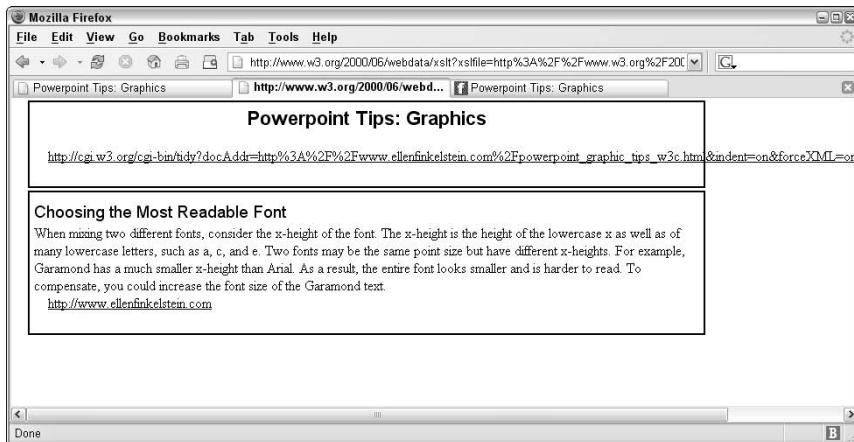 Mozilla Firefox
File Edit View Go Bookmarks Tab Tools Help
http://www.w3.org/2000/06/webdata/xslt?xslfile=http%3A%2F%2Fwww.w3.org%2F200
G
Powerpoint Tips: Graphics
http://www.w3.org/2000/06/webd...
Powerpoint Tips: Graphics
Powerpoint Tips: Graphics
http://cgi.w3.org/cgi-bin/tidy?docAddr=http%3A%2F%2Fwww.ellenfinkelstein.com%2Fpowerpoint_graphic_tips_w3c.html&indent=on&forceXML=on
Choosing the Most Readable Font
When mixing two different fonts, consider the x-height of the font. The x-height is the height of the lowercase x as well as of
many lowercase letters, such as a, c, and e. Two fonts may be the same point size but have different x-heights. For example,
Garamond has a much smaller x-height than Arial. As a result, the entire font looks smaller and is harder to read. To
compensate, you could increase the font size of the Garamond text.
http://www.ellenfinkelstein.com
Done
B